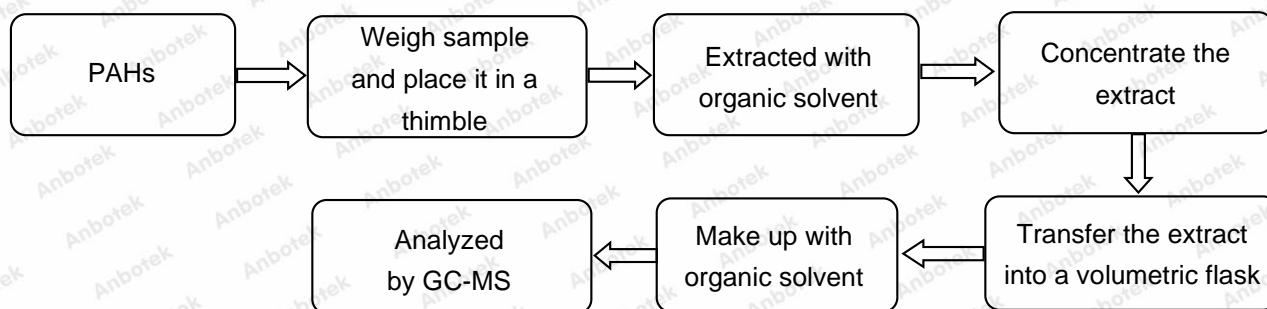 PAHs
Weigh sample
and place it in a
thimble
Extracted with
organic solvent
Concentrate the
extract
Transfer the extract
into a volumetric flask
Make up with
organic solvent
Analyzed
by GC-MS
Anbotek